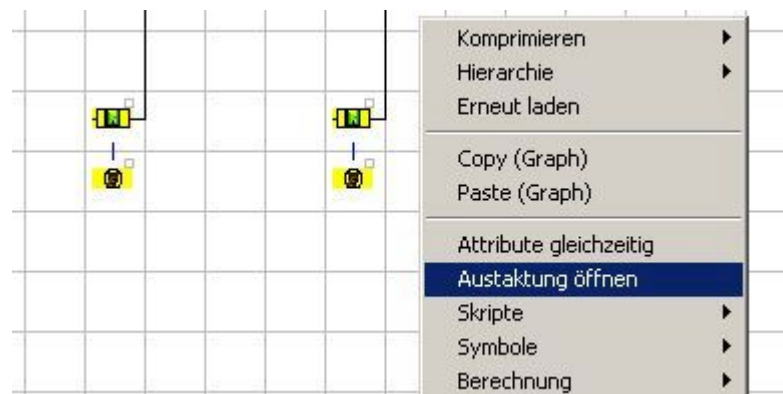 Komprimieren
Hierarchie
Erneut laden
Copy (Graph)
Paste (Graph)
Attribute gleichzeitig
Austaktung öffnen
Skripte
Symbole
Berechnung